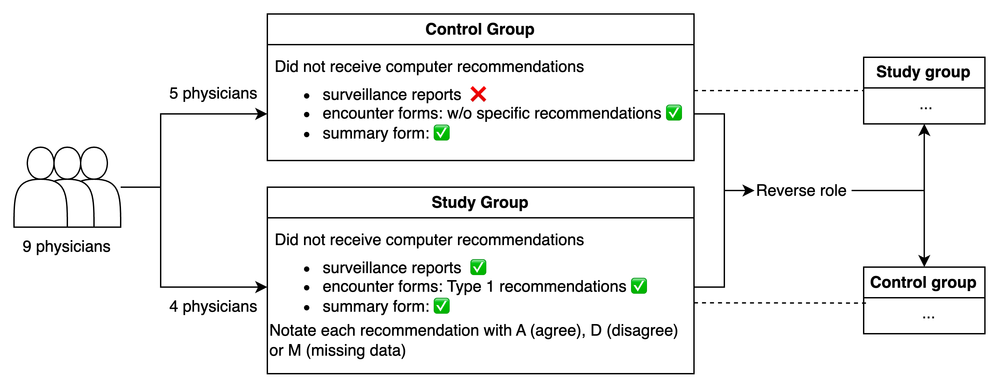 9 physicians
5 physicians
4 physicians
Control Group
Did not receive computer recommendations
• surveillance reports ❌
• encounter forms: w/o specific recommendations ✅
• summary form: ✅
Study Group
Did not receive computer recommendations
• surveillance reports ✅
• encounter forms: Type 1 recommendations ✅
• summary form: ✅
Notate each recommendation with A (agree), D (disagree)
or M (missing data)
Reverse role
Study group
...
Control group
...